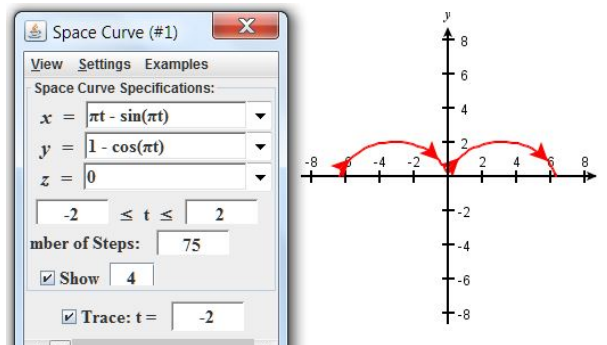 Space Curve (#1)
View Settings Examples
Space Curve Specifications:
x = πt - sin(πt)
y = 1 - cos(πt)
z = 0
-2 ≤ t ≤ 2
mber of Steps: 75
Show 4
Trace: t = -2
y
8
6
4
2
-8 -6 -4 -2 2 4 6 8
-2
-4
-6
-8